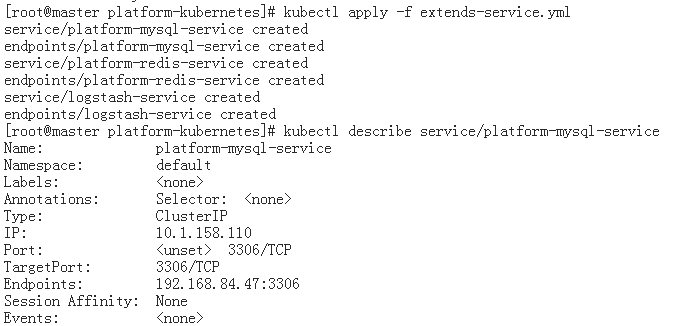 [root@master platform-kubernetes]# kubectl apply -f extends-service.yml
service/platform-mysql-service created
endpoints/platform-mysql-service created
service/platform-redis-service created
endpoints/platform-redis-service created
service/logstash-service created
endpoints/logstash-service created
[root@master platform-kubernetes]# kubectl describe service/platform-mysql-service
Name:              platform-mysql-service
Namespace:         default
Labels:            <none>
Annotations:       Selector:  <none>
Type:              ClusterIP
IP:                10.1.158.110
Port:              <unset>  3306/TCP
TargetPort:        3306/TCP
Endpoints:         192.168.84.47:3306
Session Affinity:  None
Events:            <none>